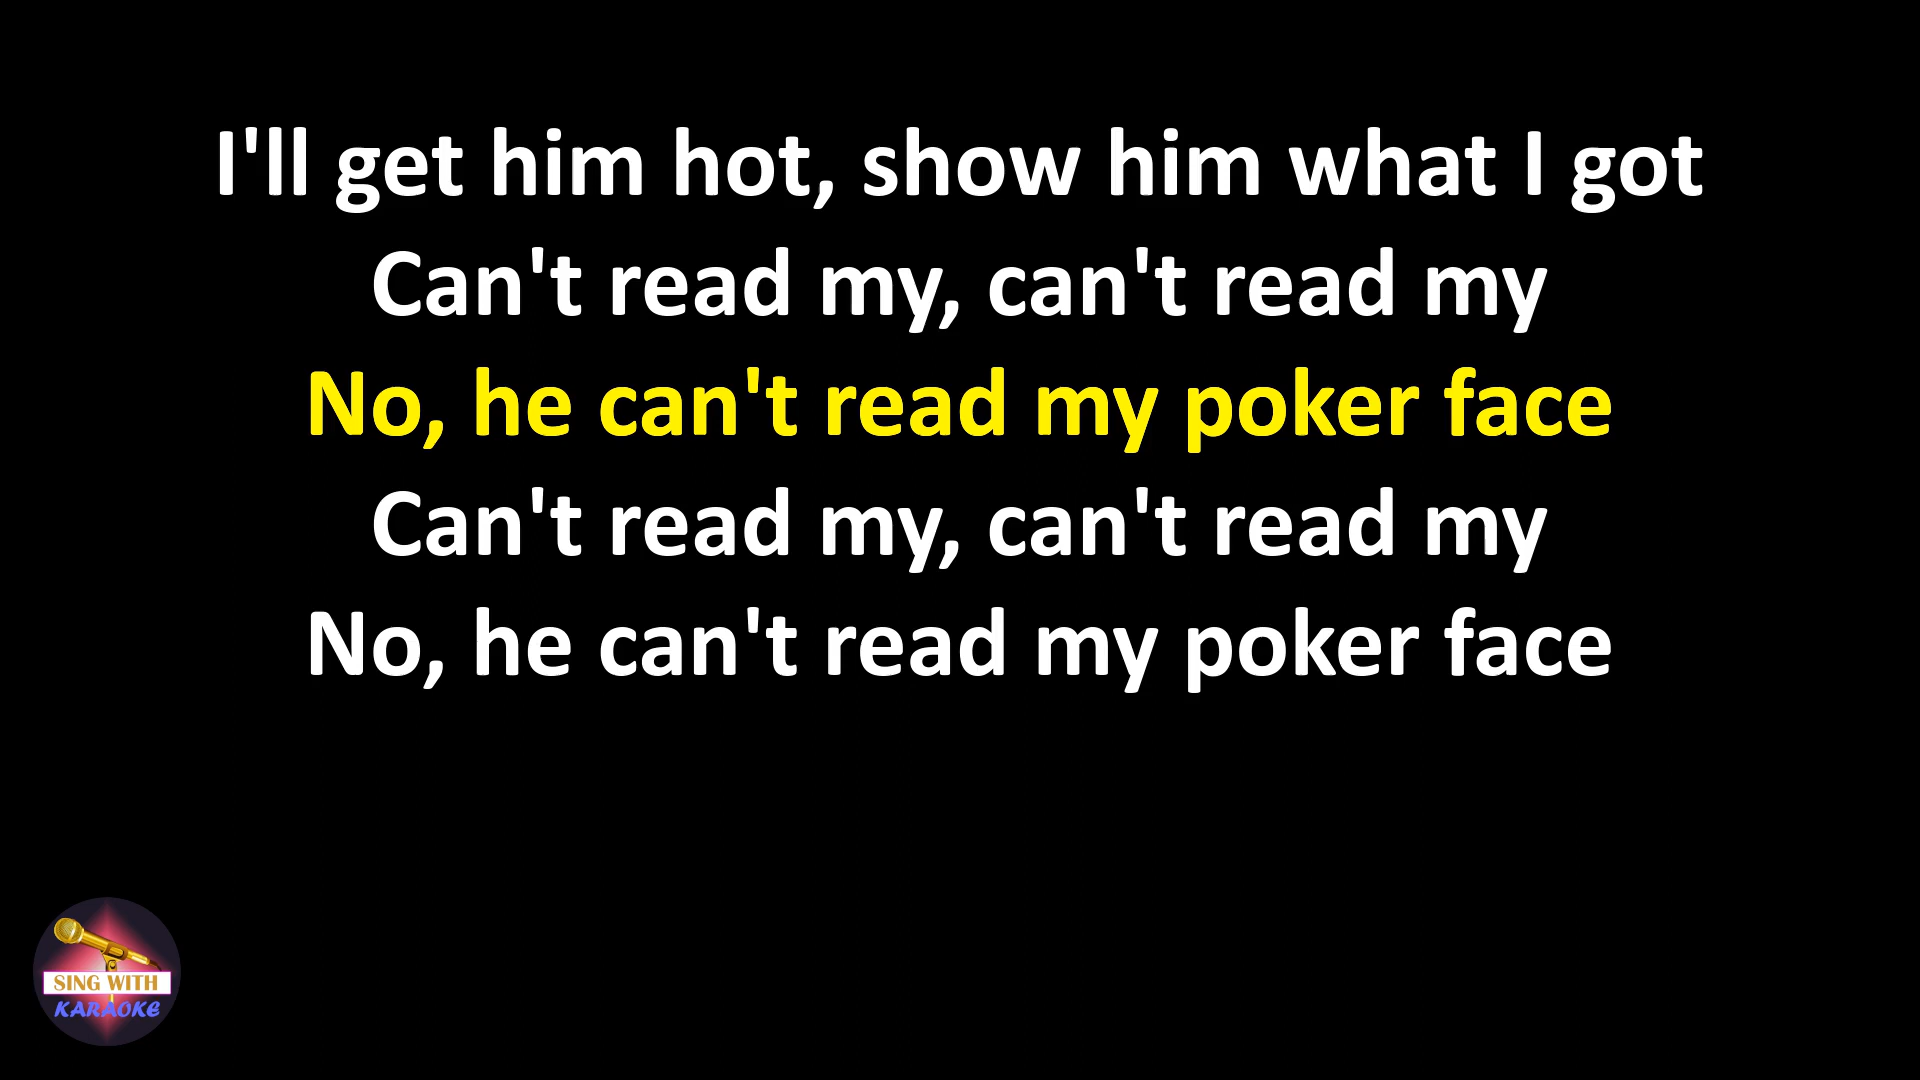 I'll get him hot, show him what I got
Can't read my, can't read my
No, he can't read my poker face
Can't read my, can't read my
No, he can't read my poker face
SING WITH
KARAOKE